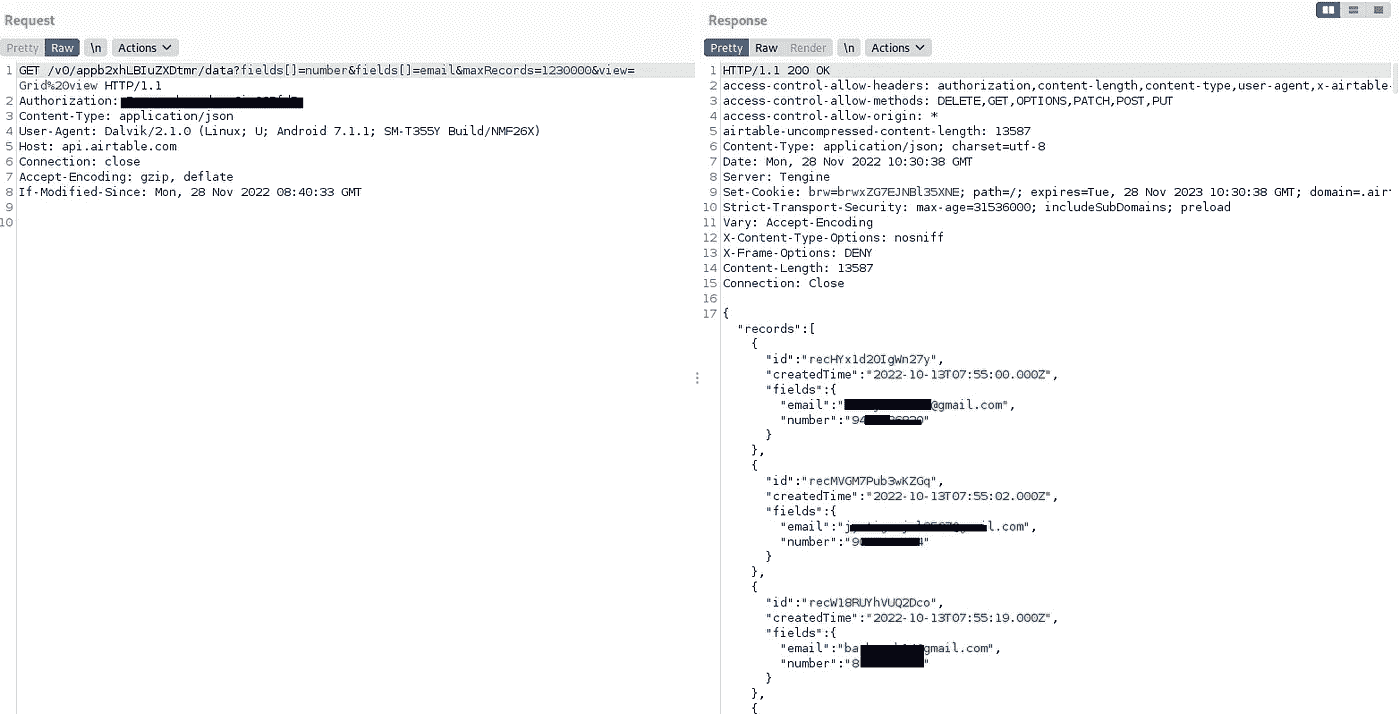 Request
Pretty Raw \n Actions
1 GET /v0/appb2xhLBIuZXDtmr/data?fields[]=number&fields[]=email&maxRecords=1230000&view=
Grid%20view HTTP/1.1
2 Authorization:
3 Content-Type: application/json
4 User-Agent: Dalvik/2.1.0 (Linux; U; Android 7.1.1; SM-T355Y Build/NMF26X)
5 Host: api.airtable.com
6 Connection: close
7 Accept-Encoding: gzip, deflate
8 If-Modified-Since: Mon, 28 Nov 2022 08:40:33 GMT
9
10
Response
Pretty Raw Render \n Actions
1 HTTP/1.1 200 OK
2 access-control-allow-headers: authorization,content-length,content-type,user-agent,x-airtable-
3 access-control-allow-methods: DELETE,GET,OPTIONS,PATCH,POST,PUT
4 access-control-allow-origin: *
5 airtable-uncompressed-content-length: 13587
6 Content-Type: application/json; charset=utf-8
7 Date: Mon, 28 Nov 2022 10:30:38 GMT
8 Server: Tengine
9 Set-Cookie: brw=brwxZG7EJNBl35XNE; path=/; expires=Tue, 28 Nov 2023 10:30:38 GMT; domain=.air
10 Strict-Transport-Security: max-age=31536000; includeSubDomains; preload
11 Vary: Accept-Encoding
12 X-Content-Type-Options: nosniff
13 X-Frame-Options: DENY
14 Content-Length: 13587
15 Connection: Close
16
17 {
"records":[
{
"id":"recHYx1d2OIgWn27y",
"createdTime":"2022-10-13T07:55:00.000Z",
"fields":{
"email":" @gmail.com",
"number":"94 "
}
},
{
"id":"recMVGM7Pub3wKZGq",
"createdTime":"2022-10-13T07:55:02.000Z",
"fields":{
"email":"j l.com",
"number":"90 "
}
},
{
"id":"recW18RUYhVUQ2Dco",
"createdTime":"2022-10-13T07:55:19.000Z",
"fields":{
"email":"ba gmail.com",
"number":"8 "
}
},
{